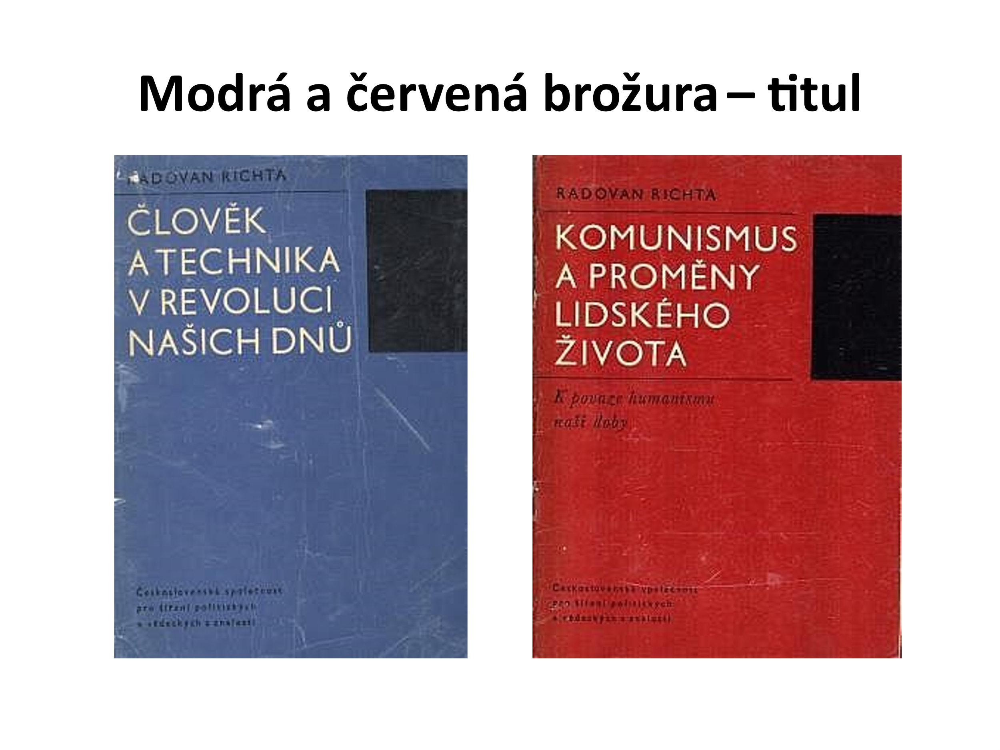 Modrá a červená brožura – titul
RADOVAN RICHTA
ČLOVĚK
A TECHNIKA
V REVOLUCI
NAŠICH DNŮ
Československá společnost
pro šíření politických
a vědeckých znalostí
RADOVAN RICHTA
KOMUNISMUS
A PROMĚNY
LIDSKÉHO
ŽIVOTA
K povaze humanismu
naší doby
Československá společnost
pro šíření politických
a vědeckých znalostí